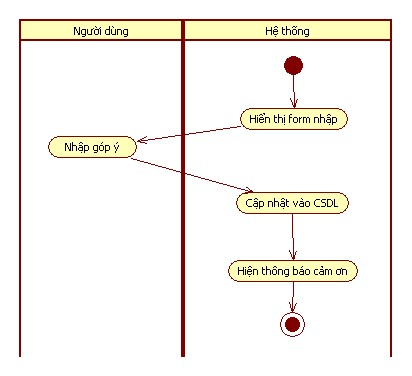 Người dùng
Hệ thống
Hiển thị form nhập
Nhập góp ý
Cập nhật vào CSDL
Hiện thông báo cảm ơn